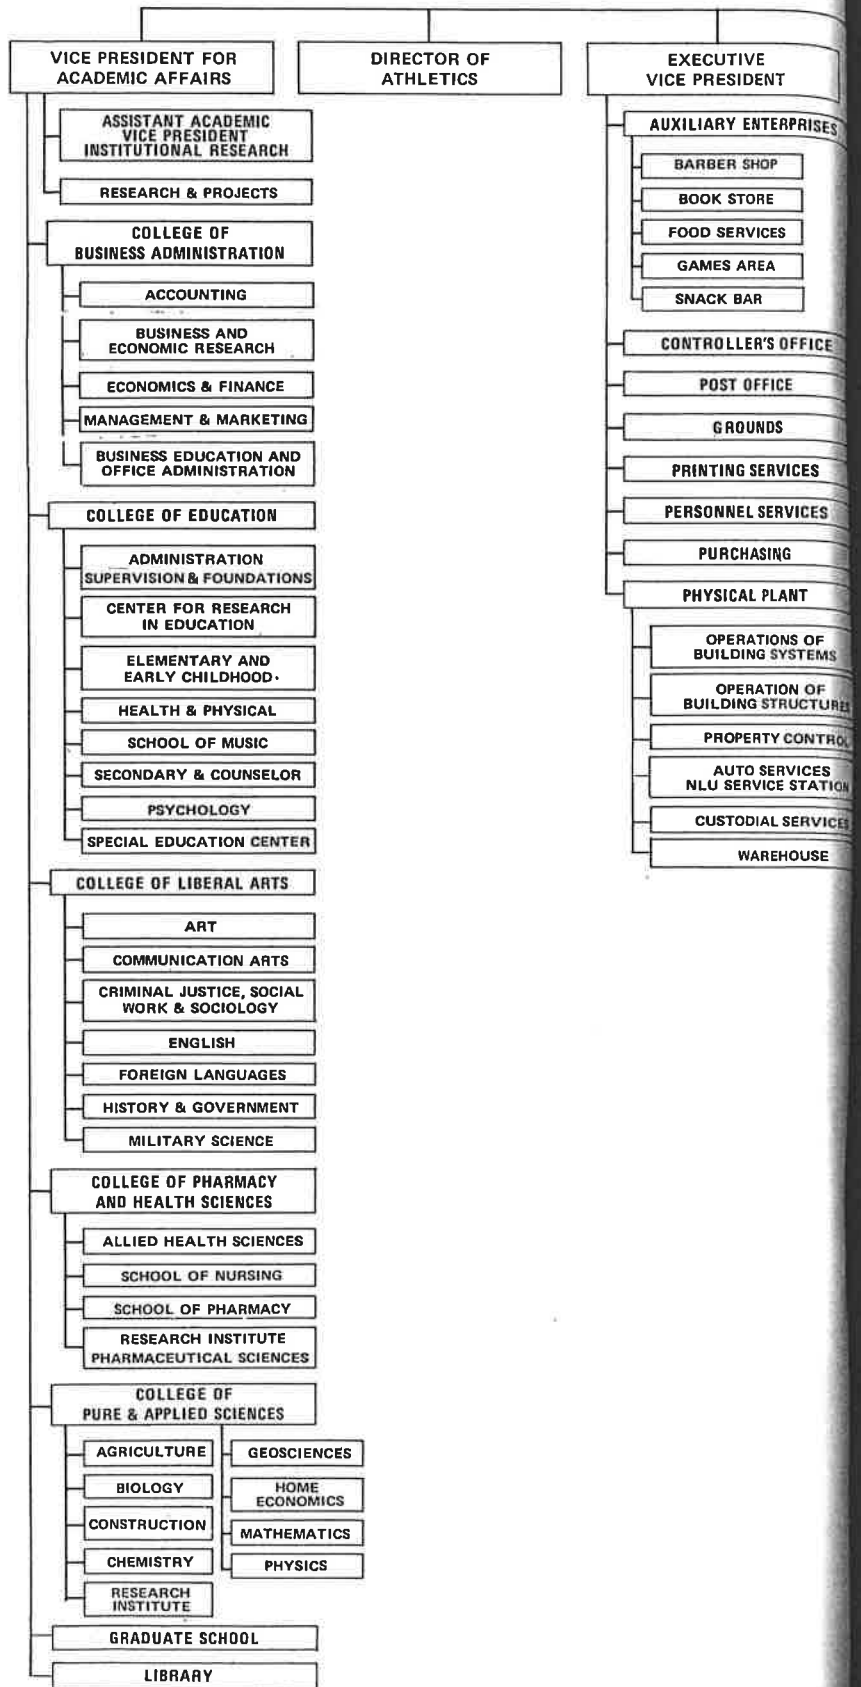 VICE PRESIDENT FOR
ACADEMIC AFFAIRS
ASSISTANT ACADEMIC
VICE PRESIDENT
INSTITUTIONAL RESEARCH
RESEARCH & PROJECTS
COLLEGE OF
BUSINESS ADMINISTRATION
ACCOUNTING
BUSINESS AND
ECONOMIC RESEARCH
ECONOMICS & FINANCE
MANAGEMENT & MARKETING
BUSINESS EDUCATION AND
OFFICE ADMINISTRATION
COLLEGE OF EDUCATION
ADMINISTRATION
SUPERVISION & FOUNDATIONS
CENTER FOR RESEARCH
IN EDUCATION
ELEMENTARY AND
EARLY CHILDHOOD
HEALTH & PHYSICAL
SCHOOL OF MUSIC
SECONDARY & COUNSELOR
PSYCHOLOGY
SPECIAL EDUCATION CENTER
COLLEGE OF LIBERAL ARTS
ART
COMMUNICATION ARTS
CRIMINAL JUSTICE, SOCIAL
WORK & SOCIOLOGY
ENGLISH
FOREIGN LANGUAGES
HISTORY & GOVERNMENT
MILITARY SCIENCE
COLLEGE OF PHARMACY
AND HEALTH SCIENCES
ALLIED HEALTH SCIENCES
SCHOOL OF NURSING
SCHOOL OF PHARMACY
RESEARCH INSTITUTE
PHARMACEUTICAL SCIENCES
COLLEGE OF
PURE & APPLIED SCIENCES
AGRICULTURE
BIOLOGY
CONSTRUCTION
CHEMISTRY
RESEARCH
INSTITUTE
GEOSCIENCES
HOME
ECONOMICS
MATHEMATICS
PHYSICS
GRADUATE SCHOOL
LIBRARY
DIRECTOR OF
ATHLETICS
EXECUTIVE
VICE PRESIDENT
AUXILIARY ENTERPRISES
BARBER SHOP
BOOK STORE
FOOD SERVICES
GAMES AREA
SNACK BAR
CONTROLLER'S OFFICE
POST OFFICE
GROUNDS
PRINTING SERVICES
PERSONNEL SERVICES
PURCHASING
PHYSICAL PLANT
OPERATIONS OF
BUILDING SYSTEMS
OPERATION OF
BUILDING STRUCTURES
PROPERTY CONTROL
AUTO SERVICES
NLU SERVICE STATION
CUSTODIAL SERVICES
WAREHOUSE